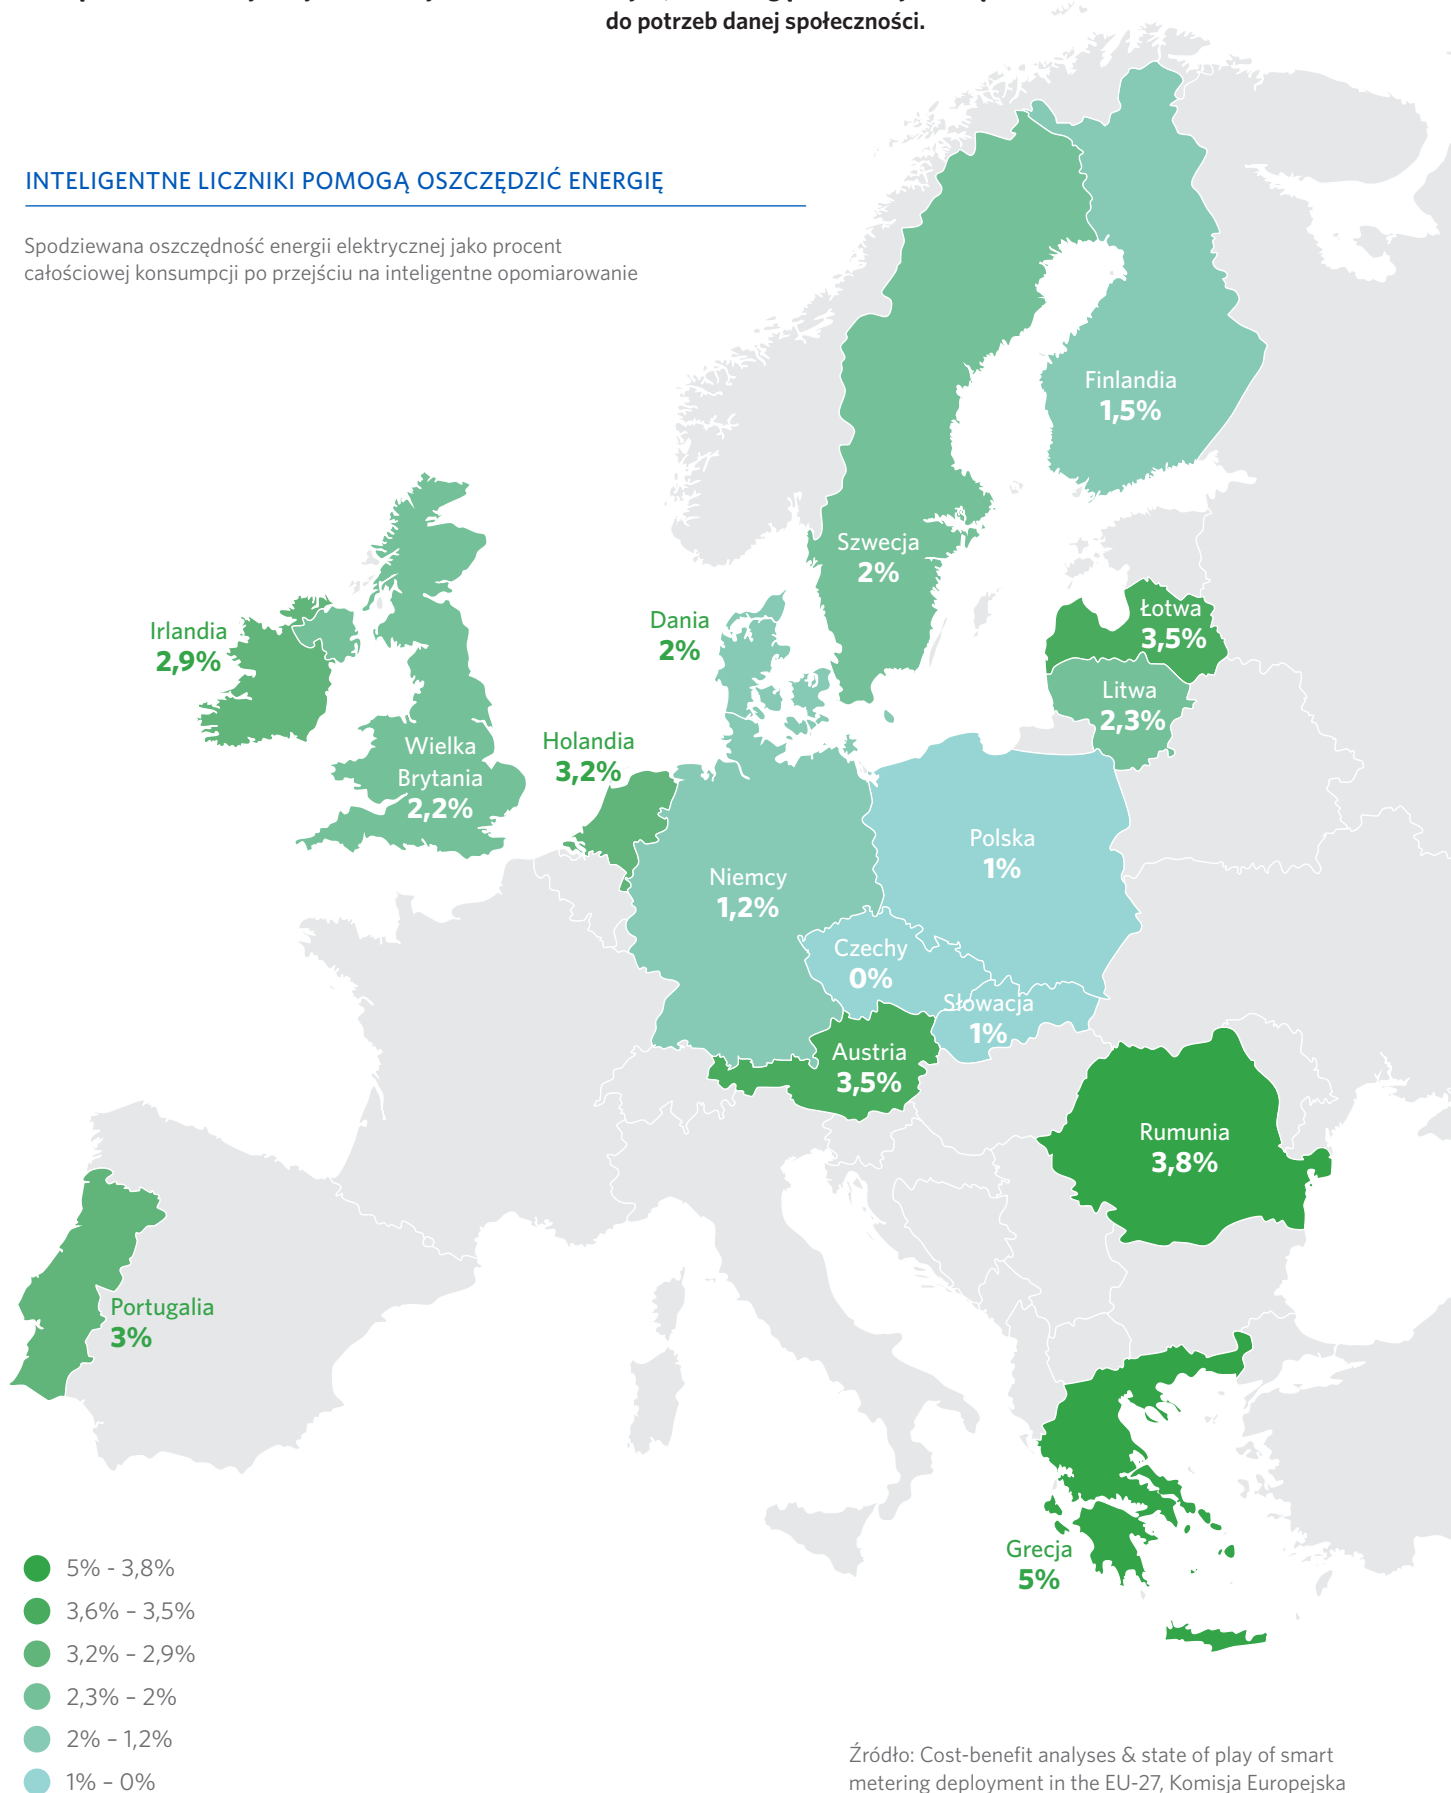 do potrzeb danej społeczności.
INTELIGENTNE LICZNIKI POMOGĄ OSZCZĘDZIĆ ENERGIĘ
Spodziewana oszczędność energii elektrycznej jako procent
całościowej konsumpcji po przejściu na inteligentne opomiarowanie
Finlandia
1,5%
Szwecja
2%
Łotwa
3,5%
Dania
2%
Irlandia
2,9%
Litwa
2,3%
Holandia
3,2%
Wielka
Brytania
2,2%
Polska
1%
Niemcy
1,2%
Czechy
0%
Słowacja
1%
Austria
3,5%
Rumunia
3,8%
Portugalia
3%
Grecja
5%
5% - 3,8%
3,6% – 3,5%
3,2% – 2,9%
2,3% – 2%
2% – 1,2%
1% – 0%
Źródło: Cost-benefit analyses & state of play of smart
metering deployment in the EU-27, Komisja Europejska